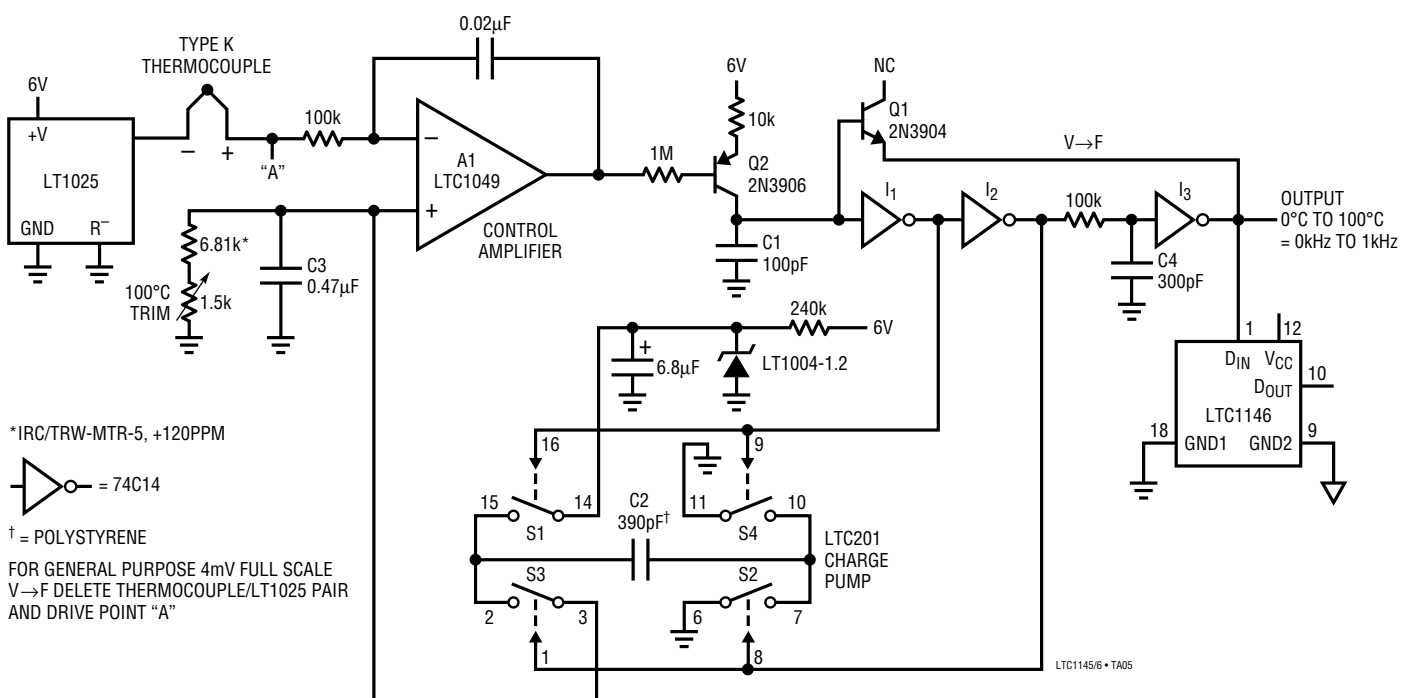 0.02µF
TYPE K
THERMOCOUPLE
6V
+V
LT1025
GND
R⁻
−
+
"A"
100k
−
+
A1
LTC1049
CONTROL
AMPLIFIER
6.81k*
100°C
TRIM
1.5k
C3
0.47µF
1M
6V
10k
Q2
2N3906
C1
100pF
NC
Q1
2N3904
V→F
I1
I2
100k
I3
C4
300pF
OUTPUT
0°C TO 100°C
= 0kHz TO 1kHz
1
12
DIN
VCC
DOUT
10
LTC1146
18
GND1
GND2
9
240k
6V
+
6.8µF
LT1004-1.2
16
9
15
14
S1
11
10
S4
C2
390pF†
LTC201
CHARGE
PUMP
S3
S2
2
3
6
7
1
8
*IRC/TRW-MTR-5, +120PPM
= 74C14
† = POLYSTYRENE
FOR GENERAL PURPOSE 4mV FULL SCALE
V→F DELETE THERMOCOUPLE/LT1025 PAIR
AND DRIVE POINT "A"
LTC1145/6 • TA05